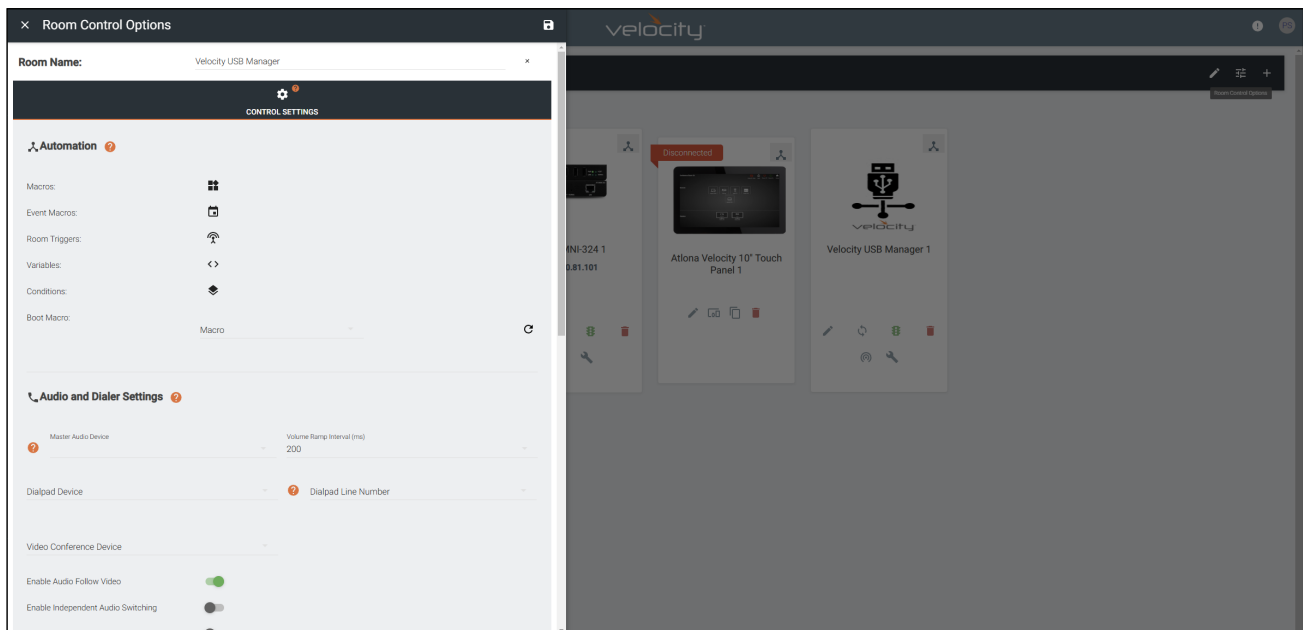 × Room Control Options
velocity
PS
Room Name:
Velocity USB Manager
×
?
CONTROL SETTINGS
Room Control Options
Automation ?
Macros:
Event Macros:
Room Triggers:
Variables:
Conditions:
Boot Macro:
Macro
Audio and Dialer Settings ?
Master Audio Device
?
Volume Ramp Interval (ms)
200
Dialpad Device
? Dialpad Line Number
Video Conference Device
Enable Audio Follow Video
Enable Independent Audio Switching
MNI-324 1
0.81.101
Disconnected
Atlona Velocity 10" Touch
Panel 1
velocity
Velocity USB Manager 1